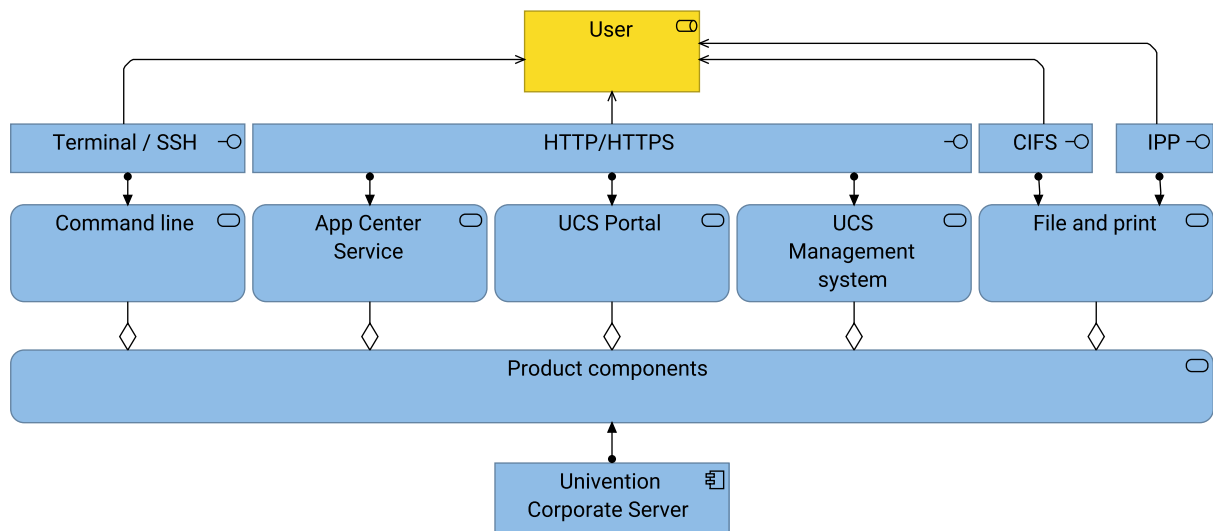 User
Terminal / SSH
HTTP/HTTPS
CIFS
IPP
Command line
App Center
Service
UCS Portal
UCS
Management
system
File and print
Product components
Univention
Corporate Server